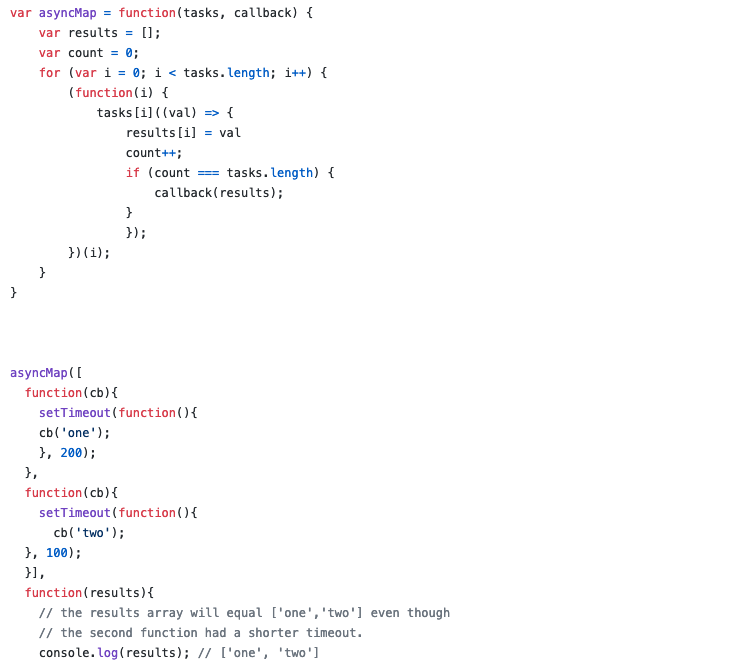 var asyncMap = function(tasks, callback) {
    var results = [];
    var count = 0;
    for (var i = 0; i < tasks.length; i++) {
        (function(i) {
            tasks[i]((val) => {
                results[i] = val
                count++;
                if (count === tasks.length) {
                    callback(results);
                }
                });
        })(i);
    }
}

asyncMap([
  function(cb){
    setTimeout(function(){
    cb('one');
    }, 200);
  },
  function(cb){
    setTimeout(function(){
      cb('two');
  }, 100);
  }],
  function(results){
    // the results array will equal ['one','two'] even though
    // the second function had a shorter timeout.
    console.log(results); // ['one', 'two']